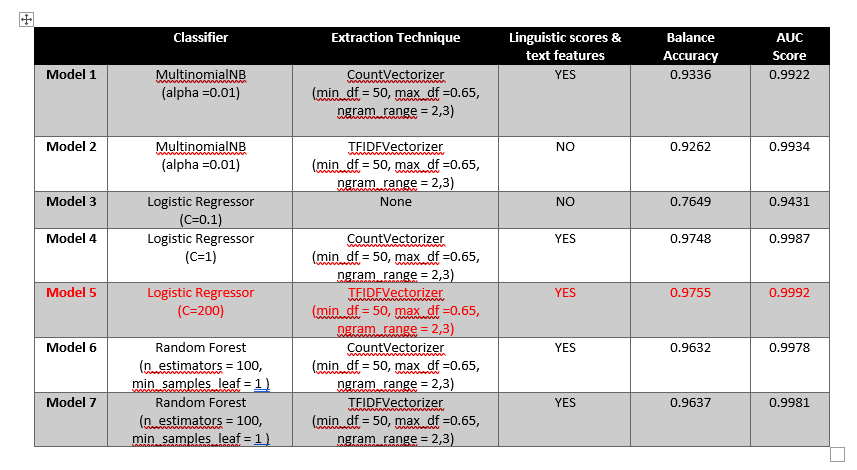 Classifier Extraction Technique Linguistic scores & Balance AUC
text features Accuracy Score
Model 1 MultinomialNB CountVectorizer YES 0.9336 0.9922
(alpha =0.01) (min_df = 50, max_df =0.65,
ngram_range = 2,3)
Model 2 MultinomialNB TFIDFVectorizer NO 0.9262 0.9934
(alpha =0.01) (min_df = 50, max_df =0.65,
ngram_range = 2,3)
Model 3 Logistic Regressor None NO 0.7649 0.9431
(C=0.1)
Model 4 Logistic Regressor CountVectorizer YES 0.9748 0.9987
(C=1) (min_df = 50, max_df =0.65,
ngram_range = 2,3)
Model 5 Logistic Regressor TFIDFVectorizer YES 0.9755 0.9992
(C=200) (min_df = 50, max_df =0.65,
ngram_range = 2,3)
Model 6 Random Forest CountVectorizer YES 0.9632 0.9978
(n_estimators = 100, (min_df = 50, max_df =0.65,
min_samples_leaf = 1 ) ngram_range = 2,3)
Model 7 Random Forest TFIDFVectorizer YES 0.9637 0.9981
(n_estimators = 100, (min_df = 50, max_df =0.65,
min_samples_leaf = 1 ) ngram_range = 2,3)